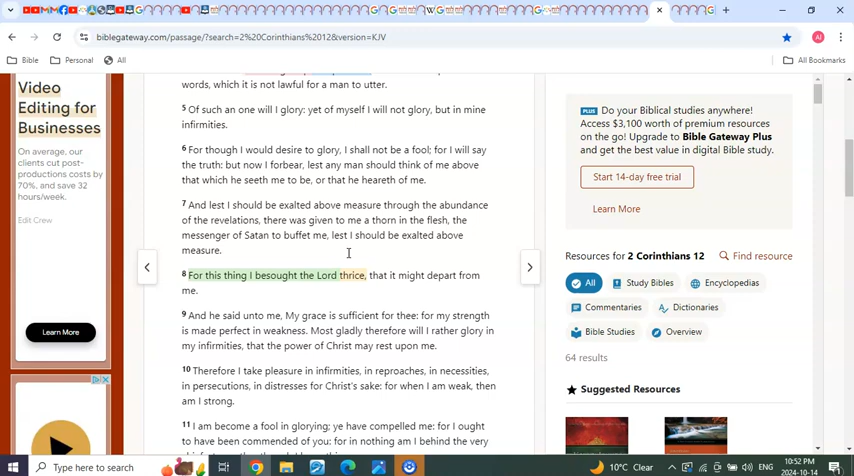 biblegateway.com/passage/?search=2%20Corinthians%2012&version=KJV
Bible
Personal
All
All Bookmarks
Video
Editing for
Businesses
On average, our
clients cut post-
productions costs by
70%, and save 32
hours/week.
Edit Crew
Learn More
words, which it is not lawful for a man to utter.
5 Of such an one will I glory: yet of myself I will not glory, but in mine
infirmities.
6 For though I would desire to glory, I shall not be a fool; for I will say
the truth: but now I forbear, lest any man should think of me above
that which he seeth me to be, or that he heareth of me.
7 And lest I should be exalted above measure through the abundance
of the revelations, there was given to me a thorn in the flesh, the
messenger of Satan to buffet me, lest I should be exalted above
measure.
8 For this thing I besought the Lord thrice, that it might depart from
me.
9 And he said unto me, My grace is sufficient for thee: for my strength
is made perfect in weakness. Most gladly therefore will I rather glory in
my infirmities, that the power of Christ may rest upon me.
10 Therefore I take pleasure in infirmities, in reproaches, in necessities,
in persecutions, in distresses for Christ's sake: for when I am weak, then
am I strong.
11 I am become a fool in glorying; ye have compelled me: for I ought
to have been commended of you: for in nothing am I behind the very
PLUS Do your Biblical studies anywhere!
Access $3,100 worth of premium resources
on the go! Upgrade to Bible Gateway Plus
and get the best value in digital Bible study.
Start 14-day free trial
Learn More
Resources for 2 Corinthians 12
Find resource
All
Study Bibles
Encyclopedias
Commentaries
Dictionaries
Bible Studies
Overview
64 results
Suggested Resources
Type here to search
10°C Clear
ENG
10:52 PM
2024-10-14